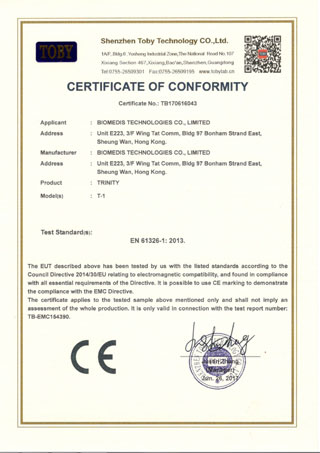 TOBY
Shenzhen Toby Technology CO.,Ltd.
1A/F, Bldg.6, Yusheng Industrial Zone, The National Road No.107
Xixiang Section 467, Xixiang, Bao'an, Shenzhen, Guangdong
Tel:0755-26509301 Fax:0755-26509195 www.tobylab.cn
CERTIFICATE OF CONFORMITY
Certificate No.: TB170616043
Applicant : BIOMEDIS TECHNOLOGIES CO., LIMITED
Address : Unit E223, 3/F Wing Tat Comm, Bldg 97 Bonham Strand East,
Sheung Wan, Hong Kong.
Manufacturer : BIOMEDIS TECHNOLOGIES CO., LIMITED
Address : Unit E223, 3/F Wing Tat Comm, Bldg 97 Bonham Strand East,
Sheung Wan, Hong Kong.
Product : TRINITY
Model(s) : T-1
Test Standard(s):
EN 61326-1: 2013.
The EUT described above has been tested by us with the listed standards according to the
Council Directive 2014/30/EU relating to electromagnetic compatibility, and found in compliance
with all essential requirements of the Directive. It is possible to use CE marking to demonstrate
the compliance with the EMC Directive.
The certificate applies to the tested sample above mentioned only and shall not imply an
assessment of the whole production. It is only valid in connection with the test report number:
TB-EMC154390.
CE
Manager
Jun. 26, 2017